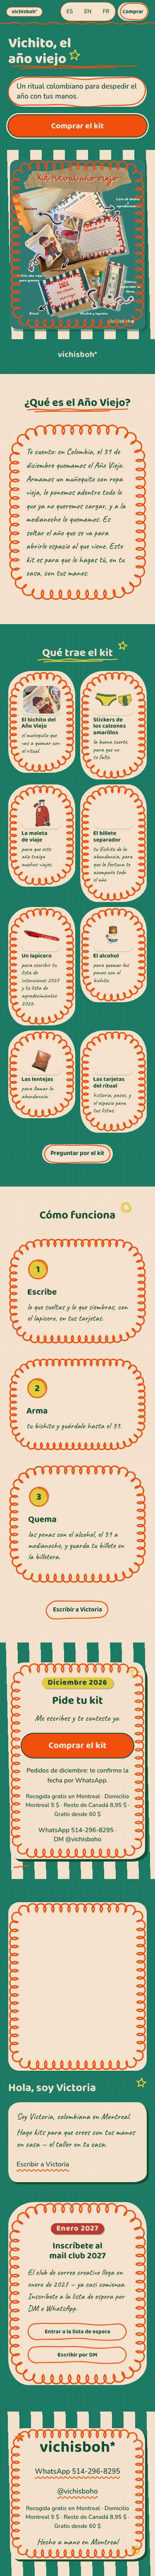 vichisboh*
ES EN FR
Comprar
Vichito, el
año viejo
Un ritual colombiano para despedir el
año con tus manos.
Comprar el kit
Kit Ritual año viejo
vichisboh*
¿Qué es el Año Viejo?
Te cuento: en Colombia, el 31 de
diciembre quemamos el Año Viejo.
Armamos un muñequito con ropa
vieja, le ponemos adentro todo lo
que ya no queremos cargar, y a la
medianoche lo quemamos. Es
soltar el año que se va para
abrirle espacio al que viene. Este
kit es para que lo hagas tú, en tu
casa, con tus manos.
Qué trae el kit
El bichito del
Año Viejo
el muñequito que
vas a quemar con
el ritual.
Stickers de
los calzones
amarillos
la buena suerte,
para que no
te falte.
La maleta
de viaje
para que este
año traiga
muchos viajes.
El billete
separador
tu Vichito de la
abundancia, para
que la fortuna te
acompañe todo
el año
Un lapicero
para escribir tu
lista de
intenciones 2027
y tu lista de
agradecimientos
2026.
El alcohol
para quemar las
penas con el
bichito.
Las lentejas
para llamar la
abundancia.
Las tarjetas
del ritual
historia, pasos, y
el espacio para
tus listas.
Preguntar por el kit
Cómo funciona
1
Escribe
lo que sueltas y lo que siembras, con
el lapicero, en tus tarjetas.
2
Arma
tu bichito y guárdalo hasta el 31.
3
Quema
las penas con el alcohol, el 31 a
medianoche, y guarda tu billete en
la billetera.
Escribir a Victoria
Diciembre 2026
Pide tu kit
Me escribes y te contesto yo.
Comprar el kit
Pedidos de diciembre: te confirmo la
fecha por WhatsApp.
Recogida gratis en Montreal · Domicilio
Montreal 5 $ · Resto de Canadá 8,95 $ ·
Gratis desde 60 $
WhatsApp 514-296-8295 ·
DM @vichisboho
Hola, soy Victoria
Soy Victoria, colombiana en Montreal.
Hago kits para que crees con tus manos
en casa — el taller en tu casa.
Escribir a Victoria
Enero 2027
Inscríbete al
mail club 2027
El club de correo creativo llega en
enero de 2027 — ya casi comienza.
Inscríbete a la lista de espera por
DM o WhatsApp.
Entrar a la lista de espera
Escribir por DM
vichisboh*
WhatsApp 514-296-8295
@vichisboho
Recogida gratis en Montreal · Domicilio
Montreal 5 $ · Resto de Canadá 8,95 $ ·
Gratis desde 60 $
Hecho a mano en Montreal